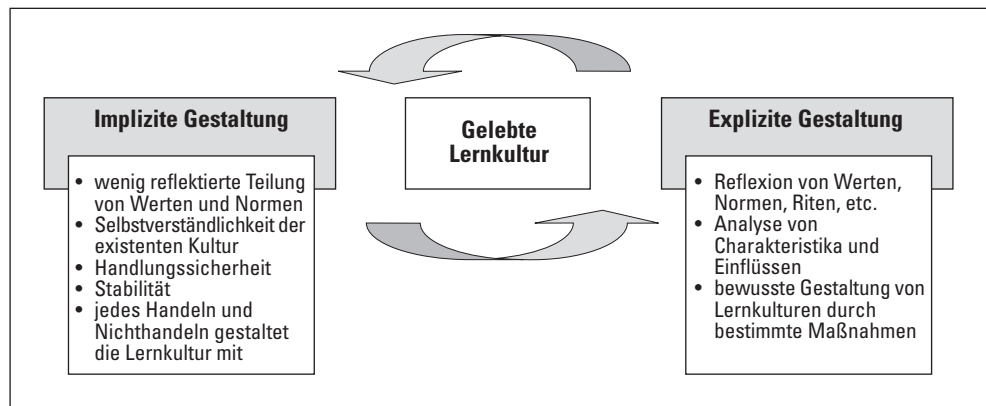 Implizite Gestaltung
• wenig reflektierte Teilung
von Werten und Normen
• Selbstverständlichkeit der
existenten Kultur
• Handlungssicherheit
• Stabilität
• jedes Handeln und
Nichthandeln gestaltet
die Lernkultur mit
Gelebte
Lernkultur
Explizite Gestaltung
• Reflexion von Werten,
Normen, Riten, etc.
• Analyse von
Charakteristika und
Einflüssen
• bewusste Gestaltung von
Lernkulturen durch
bestimmte Maßnahmen